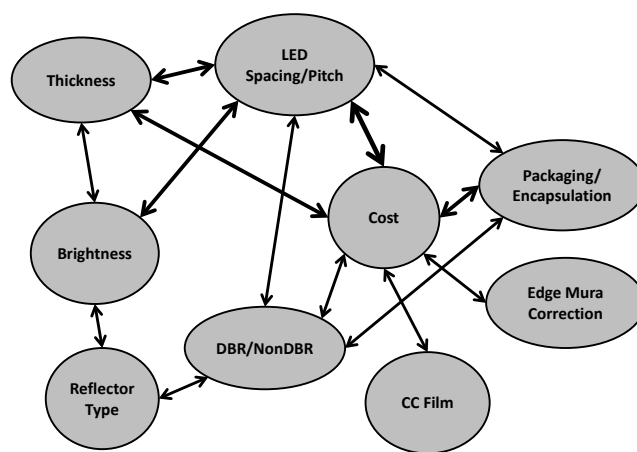 LED
Spacing/Pitch
Thickness
Packaging/
Encapsulation
Cost
Brightness
Edge Mura
Correction
DBR/NonDBR
Reflector
Type
CC Film